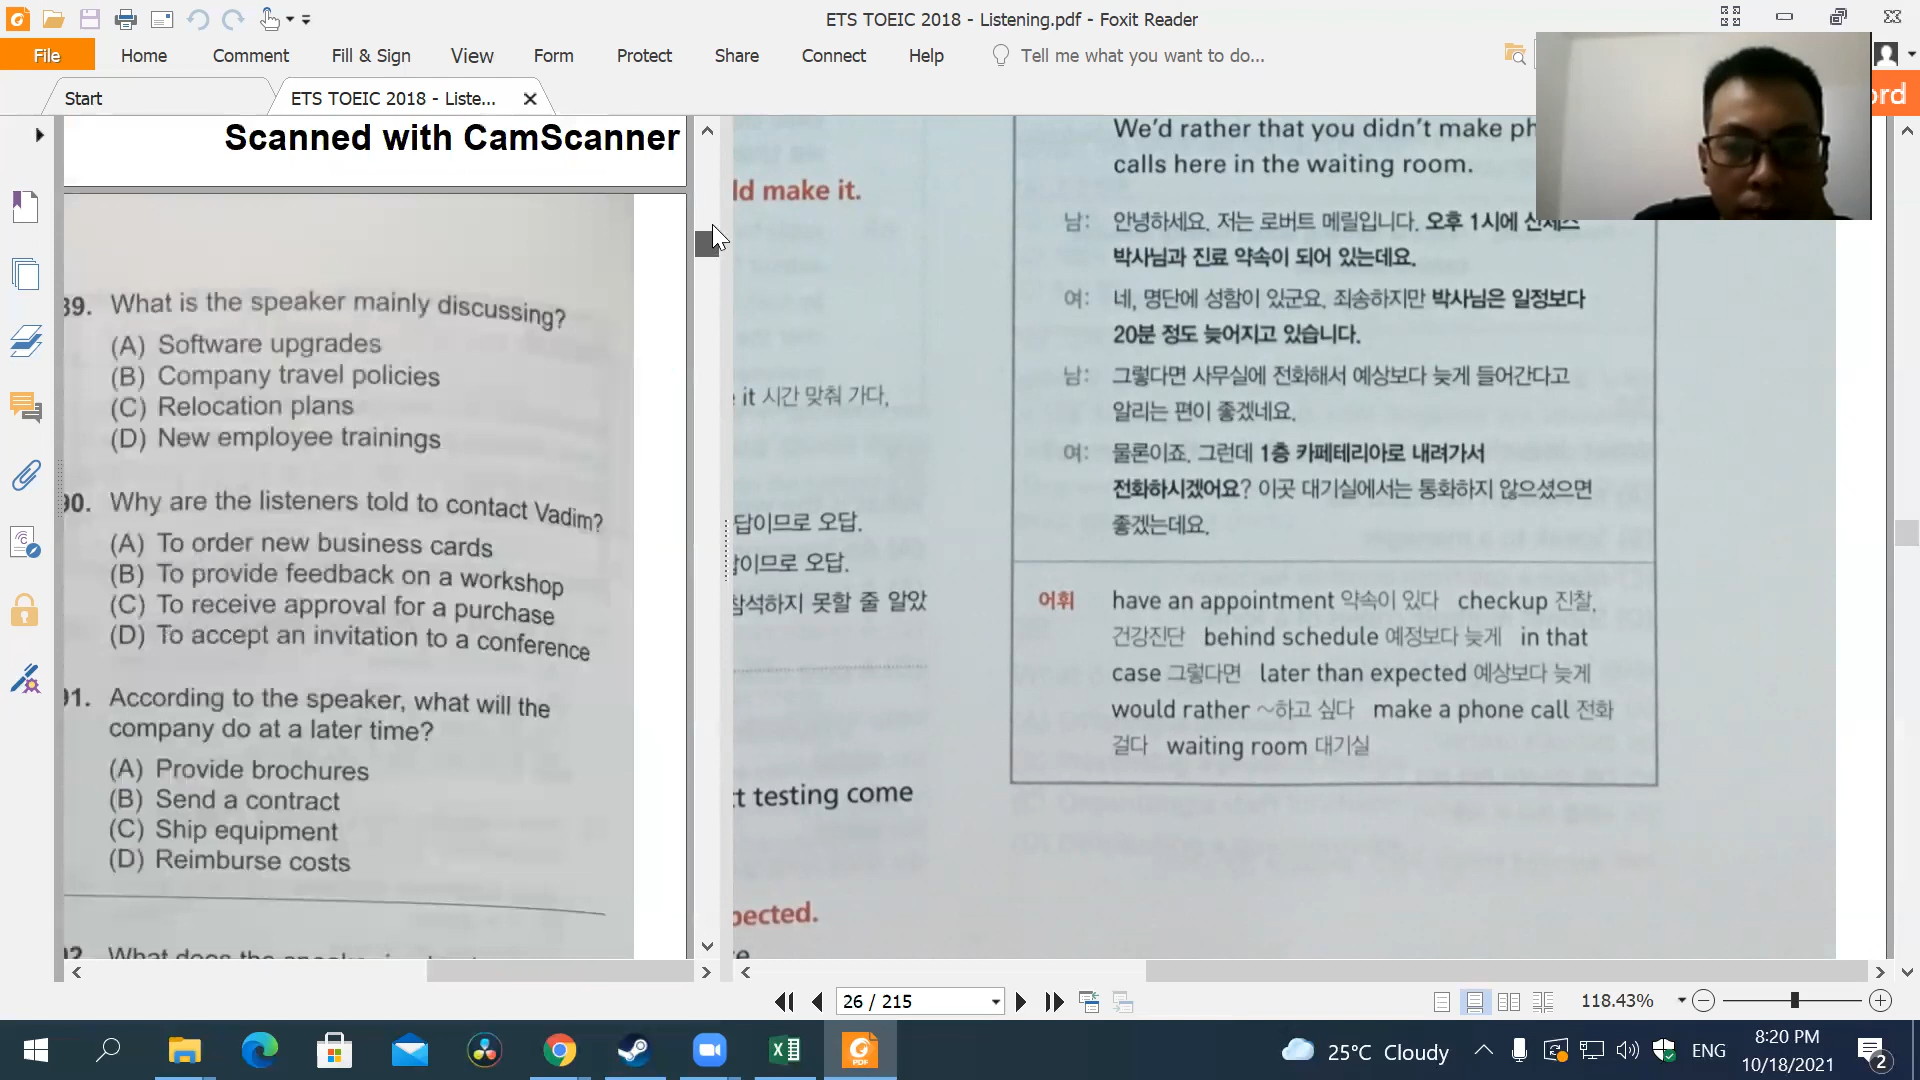 ETS TOEIC 2018 - Listening.pdf - Foxit Reader
File Home Comment Fill & Sign View Form Protect Share Connect Help Tell me what you want to do...
Start
ETS TOEIC 2018 - Liste...
Scanned with CamScanner
39. What is the speaker mainly discussing?
(A) Software upgrades
(B) Company travel policies
(C) Relocation plans
(D) New employee trainings
90. Why are the listeners told to contact Vadim?
(A) To order new business cards
(B) To provide feedback on a workshop
(C) To receive approval for a purchase
(D) To accept an invitation to a conference
91. According to the speaker, what will the
company do at a later time?
(A) Provide brochures
(B) Send a contract
(C) Ship equipment
(D) Reimburse costs
ld make it.
it 시간 맞춰 가다,
답이므로 오답.
이므로 오답.
참석하지 못할 줄 알았
ct testing come
pected.
We'd rather that you didn't make ph
calls here in the waiting room.
남: 안녕하세요. 저는 로버트 메릴입니다. 오후 1시에 산체스
박사님과 진료 약속이 되어 있는데요.
여: 네, 명단에 성함이 있군요. 죄송하지만 박사님은 일정보다
20분 정도 늦어지고 있습니다.
남: 그렇다면 사무실에 전화해서 예상보다 늦게 들어간다고
알리는 편이 좋겠네요.
여: 물론이죠. 그런데 1층 카페테리아로 내려가서
전화하시겠어요? 이곳 대기실에서는 통화하지 않으셨으면
좋겠는데요.
어휘 have an appointment 약속이 있다 checkup 진찰,
건강진단 behind schedule 예정보다 늦게 in that
case 그렇다면 later than expected 예상보다 늦게
would rather ~하고 싶다 make a phone call 전화
걸다 waiting room 대기실
26 / 215
118.43%
25°C Cloudy
ENG
8:20 PM
10/18/2021
2